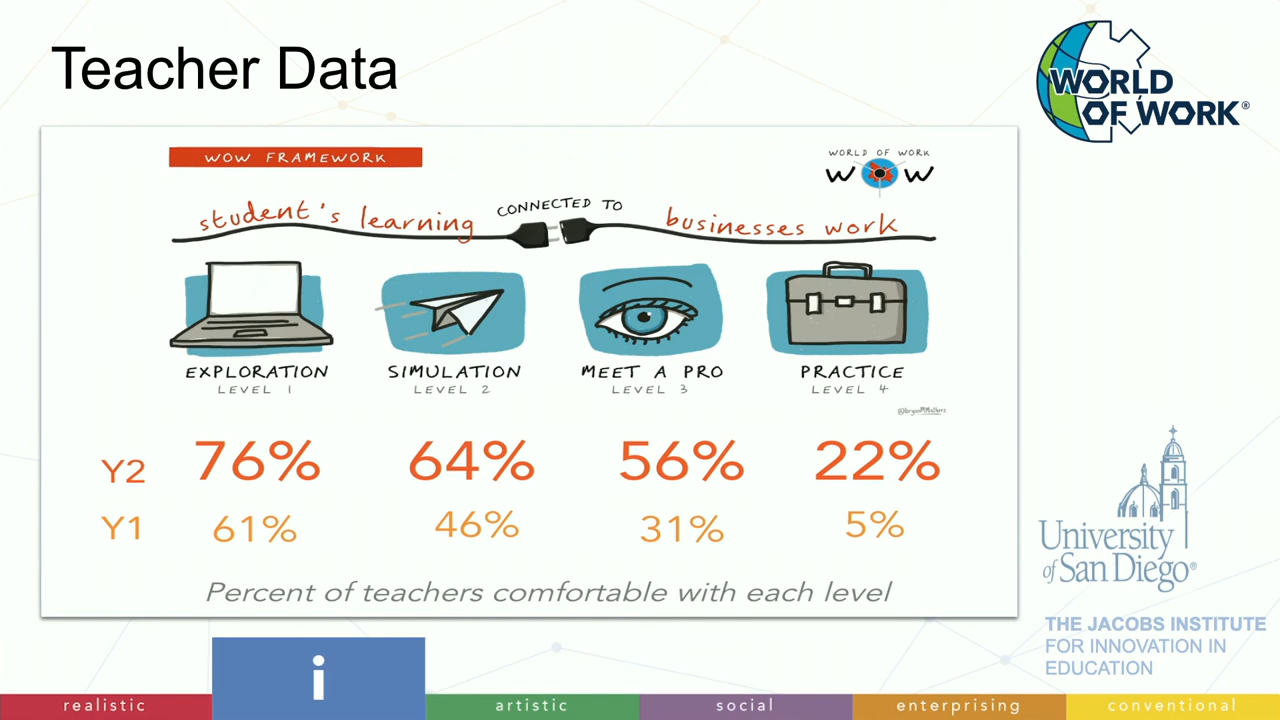 Teacher Data
WORLD
OF WORK®
WOW FRAMEWORK
WORLD OF WORK
WOW
student's learning CONNECTED TO businesses work
EXPLORATION SIMULATION MEET A PRO PRACTICE
LEVEL 1 LEVEL 2 LEVEL 3 LEVEL 4
Y2 76% 64% 56% 22%
Y1 61% 46% 31% 5%
Percent of teachers comfortable with each level
University
of San Diego®
THE JACOBS INSTITUTE
FOR INNOVATION IN
EDUCATION
i
realistic artistic social enterprising conventional